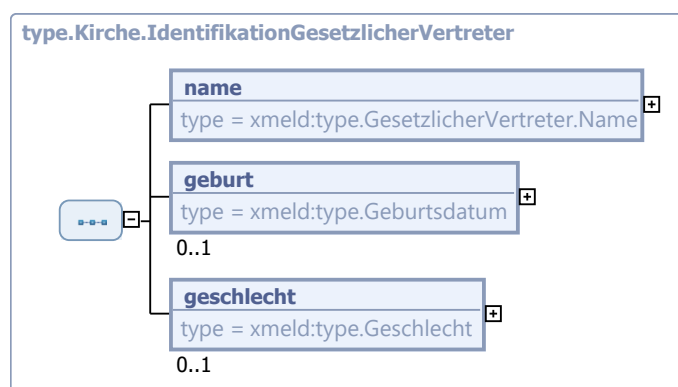 type.Kirche.IdentifikationGesetzlicherVertreter
name
type = xmeld:type.GesetzlicherVertreter.Name
geburt
type = xmeld:type.Geburtsdatum
0..1
geschlecht
type = xmeld:type.Geschlecht
0..1